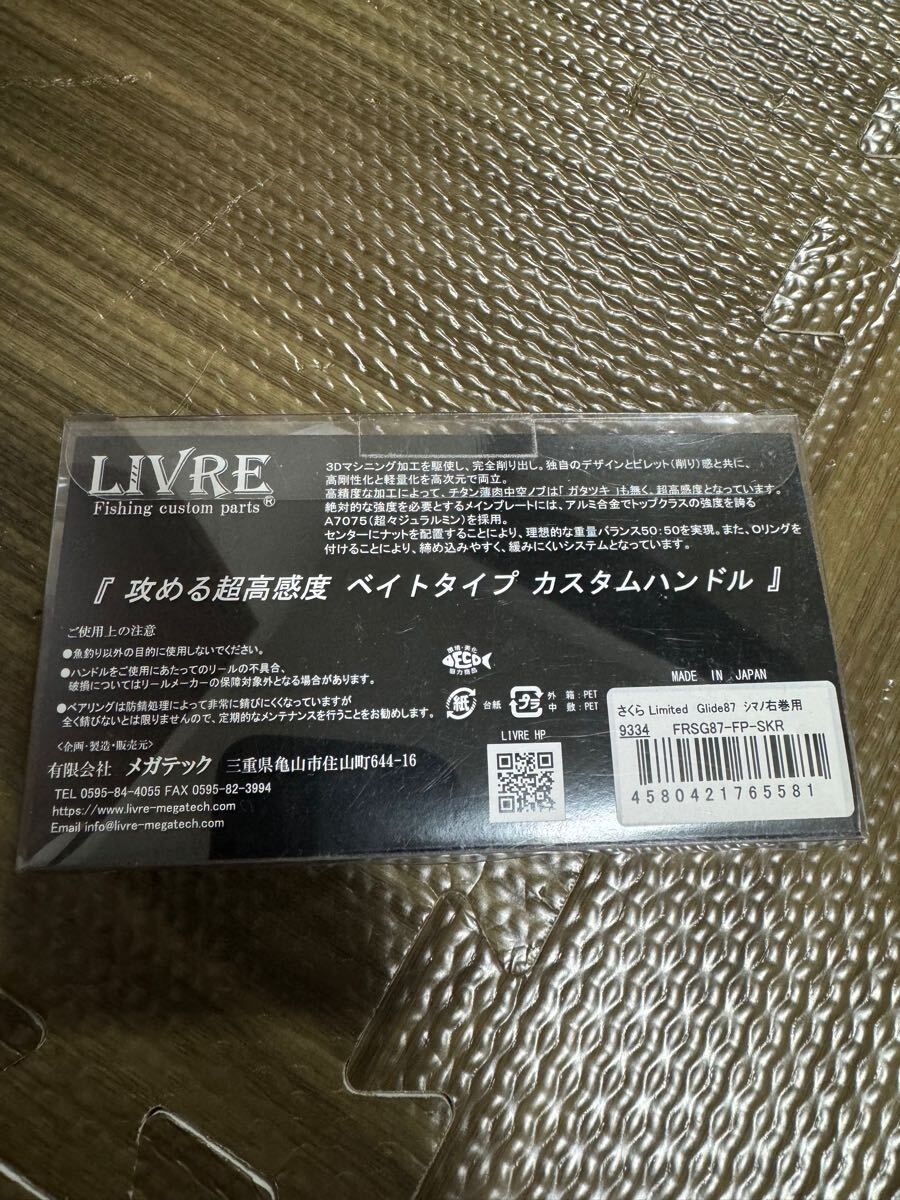 LIVRE
Fishing custom parts®
3Dマシニング加工を駆使し、完全削り出し。独自のデザインとビレット(削り)感と共に、
高剛性化と軽量化を高次元で両立。
高精度な加工によって、チタン薄肉中空ノブは「ガタツキ」も無く、超高感度となっています。
絶対的な強度を必要とするメインプレートには、アルミ合金でトップクラスの強度を誇る
A7075(超々ジュラルミン)を採用。
センターにナットを配置することにより、理想的な重量バランス50:50を実現。また、Oリングを
付けることにより、締め込みやすく、緩みにくいシステムとなっています。
『 攻める超高感度 ベイトタイプ カスタムハンドル 』
ご使用上の注意
●魚釣り以外の目的に使用しないでください。
●ハンドルをご使用にあたってのリールの不具合、
破損についてはリールメーカーの保障対象外となる場合があります。
●ベアリングは防錆処理によって非常に錆びにくくなっていますが
全く錆びないとは限りませんので、定期的なメンテナンスを行うことをお勧めします。
<企画・製造・販売元>
有限会社 メガテック 三重県亀山市住山町644-16
TEL 0595-84-4055 FAX 0595-82-3994
https://www.livre-megatech.com
Email info@livre-megatech.com
環境・美化
ECO
協力商品
紙
台紙
プラ
外 箱:PET
中 敷:PET
LIVRE HP
MADE IN JAPAN
さくら Limited Glide87 シマノ右巻用
9334 FRSG87-FP-SKR
4580421765581